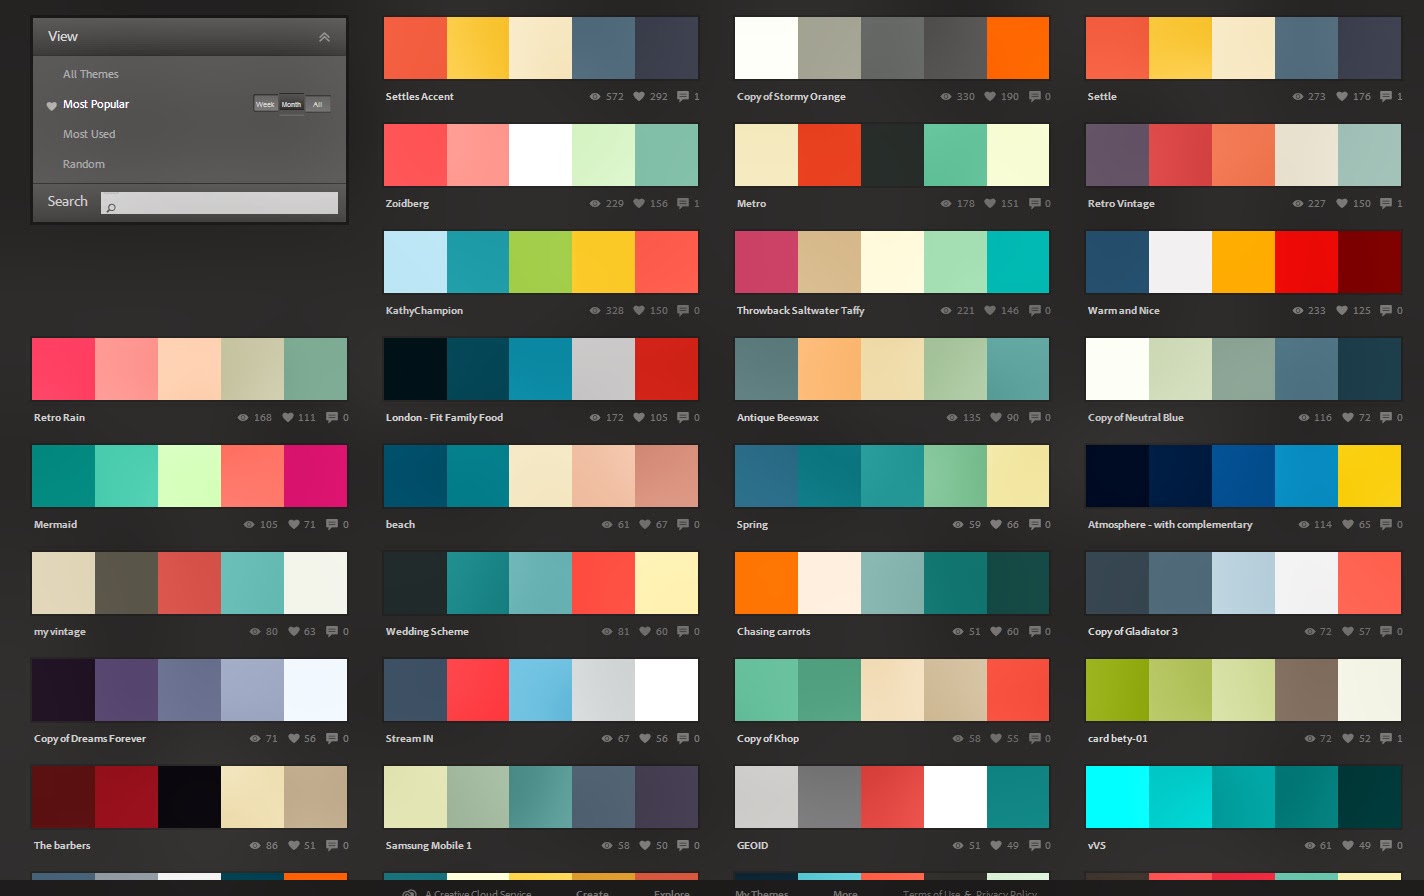 View
All Themes
Most Popular Week Month All
Most Used
Random
Search
Settles Accent 572 292 1
Copy of Stormy Orange 330 190 0
Settle 273 176 1
Zoidberg 229 156 1
Metro 178 151 0
Retro Vintage 227 150 1
KathyChampion 328 150 0
Throwback Saltwater Taffy 221 146 0
Warm and Nice 233 125 0
Retro Rain 168 111 0
London - Fit Family Food 172 105 0
Antique Beeswax 135 90 0
Copy of Neutral Blue 116 72 0
Mermaid 105 71 0
beach 61 67 0
Spring 59 66 0
Atmosphere - with complementary 114 65 0
my vintage 80 63 0
Wedding Scheme 81 60 0
Chasing carrots 51 60 0
Copy of Gladiator 3 72 57 0
Copy of Dreams Forever 71 56 0
Stream IN 67 56 0
Copy of Khop 58 55 0
card bety-01 72 52 1
The barbers 86 51 0
Samsung Mobile 1 58 50 0
GEOID 51 49 0
vV5 61 49 0
A Creative Cloud Service Create Explore My Themes More Terms of Use & Privacy Policy